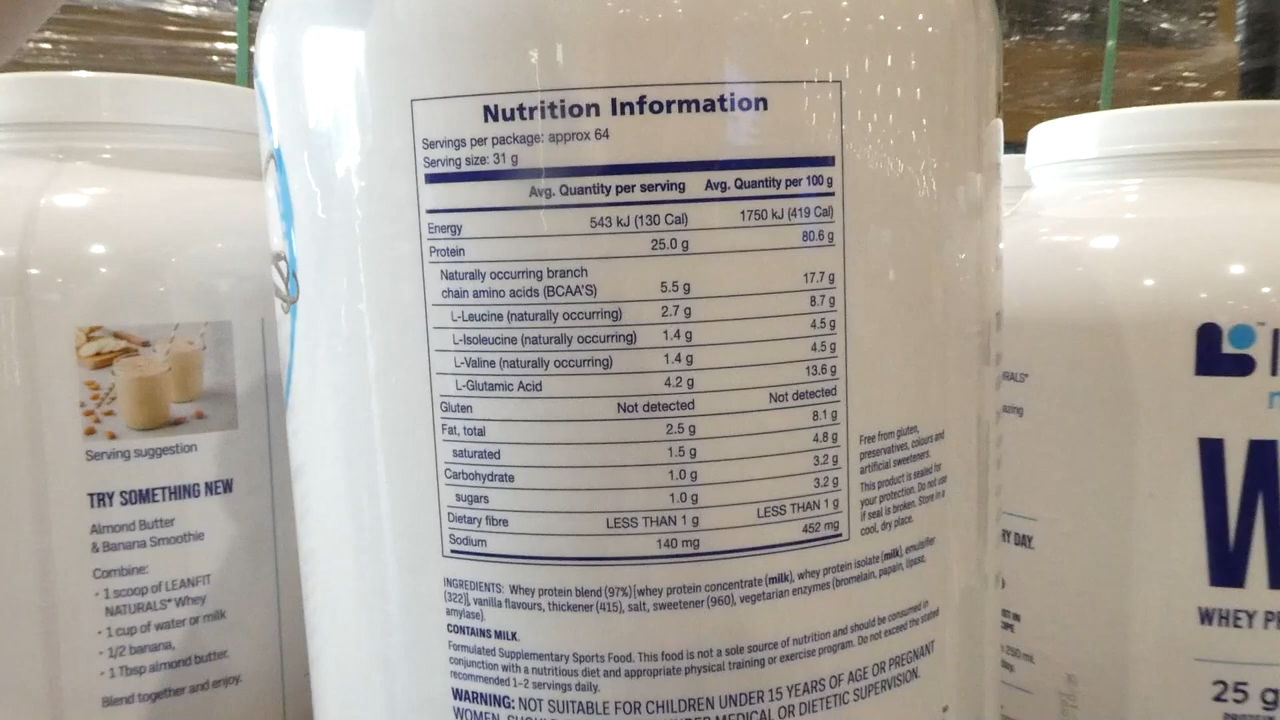 Nutrition Information
Servings per package: approx 64
Serving size: 31 g
Avg. Quantity per serving Avg. Quantity per 100 g
Energy 543 kJ (130 Cal) 1750 kJ (419 Cal)
Protein 25.0 g 80.6 g
Naturally occurring branch
chain amino acids (BCAA'S) 5.5 g 17.7 g
L-Leucine (naturally occurring) 2.7 g 8.7 g
L-Isoleucine (naturally occurring) 1.4 g 4.5 g
L-Valine (naturally occurring) 1.4 g 4.5 g
L-Glutamic Acid 4.2 g 13.6 g
Gluten Not detected Not detected
Fat, total 2.5 g 8.1 g
saturated 1.5 g 4.8 g
Carbohydrate 1.0 g 3.2 g
sugars 1.0 g 3.2 g
Dietary fibre LESS THAN 1 g LESS THAN 1 g
Sodium 140 mg 452 mg
Free from gluten,
preservatives, colours and
artificial sweeteners.
This product is sealed for
your protection. Do not use
if seal is broken. Store in a
cool, dry place.
INGREDIENTS: Whey protein blend (97%) [whey protein concentrate (milk), whey protein isolate (milk), emulsifier
(322)], vanilla flavours, thickener (415), salt, sweetener (960), vegetarian enzymes (bromelain, papain, lipase,
amylase).
CONTAINS MILK.
Formulated Supplementary Sports Food. This food is not a sole source of nutrition and should be consumed in
conjunction with a nutritious diet and appropriate physical training or exercise program. Do not exceed the stated
recommended 1-2 servings daily.
WARNING: NOT SUITABLE FOR CHILDREN UNDER 15 YEARS OF AGE OR PREGNANT
WOMEN. MEDICAL OR DIETETIC SUPERVISION.
Serving suggestion
TRY SOMETHING NEW
Almond Butter
& Banana Smoothie
Combine:
• 1 scoop of LEANFIT
NATURALS® Whey
• 1 cup of water or milk
• 1/2 banana,
• 1 Tbsp almond butter.
Blend together and enjoy.
RALS®
azing
RY DAY.
250 mL
W
WHEY P
25 g